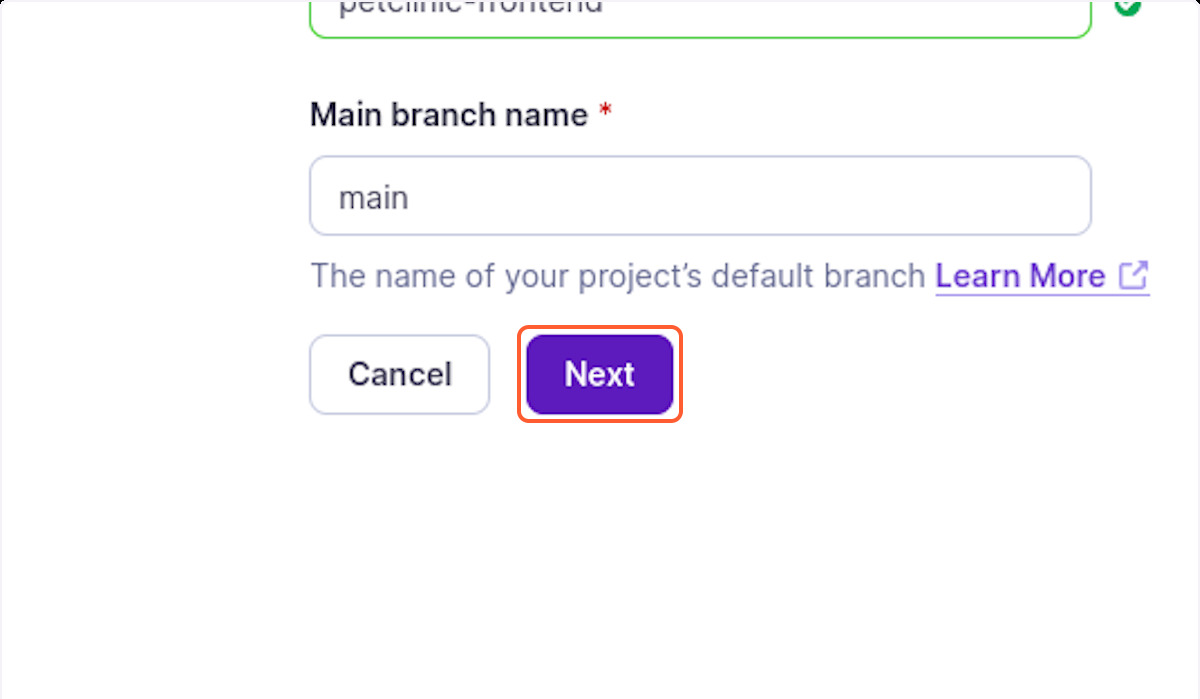 petclinic-frontend
Main branch name *
main
The name of your project’s default branch Learn More
Cancel
Next